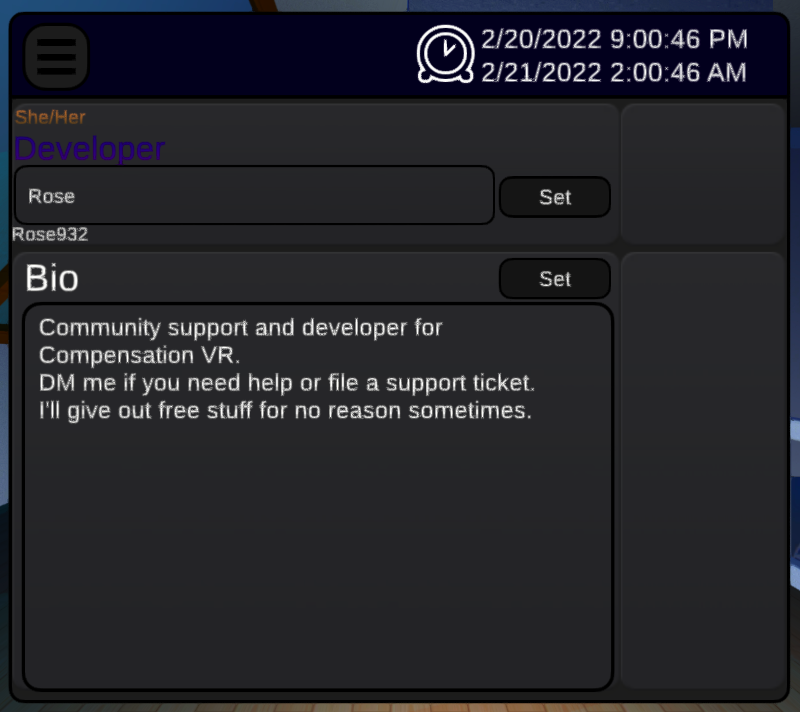 2/20/2022 9:00:46 PM
2/21/2022 2:00:46 AM
She/Her
Developer
Rose
Set
Rose932
Bio
Set
Community support and developer for
Compensation VR.
DM me if you need help or file a support ticket.
I'll give out free stuff for no reason sometimes.